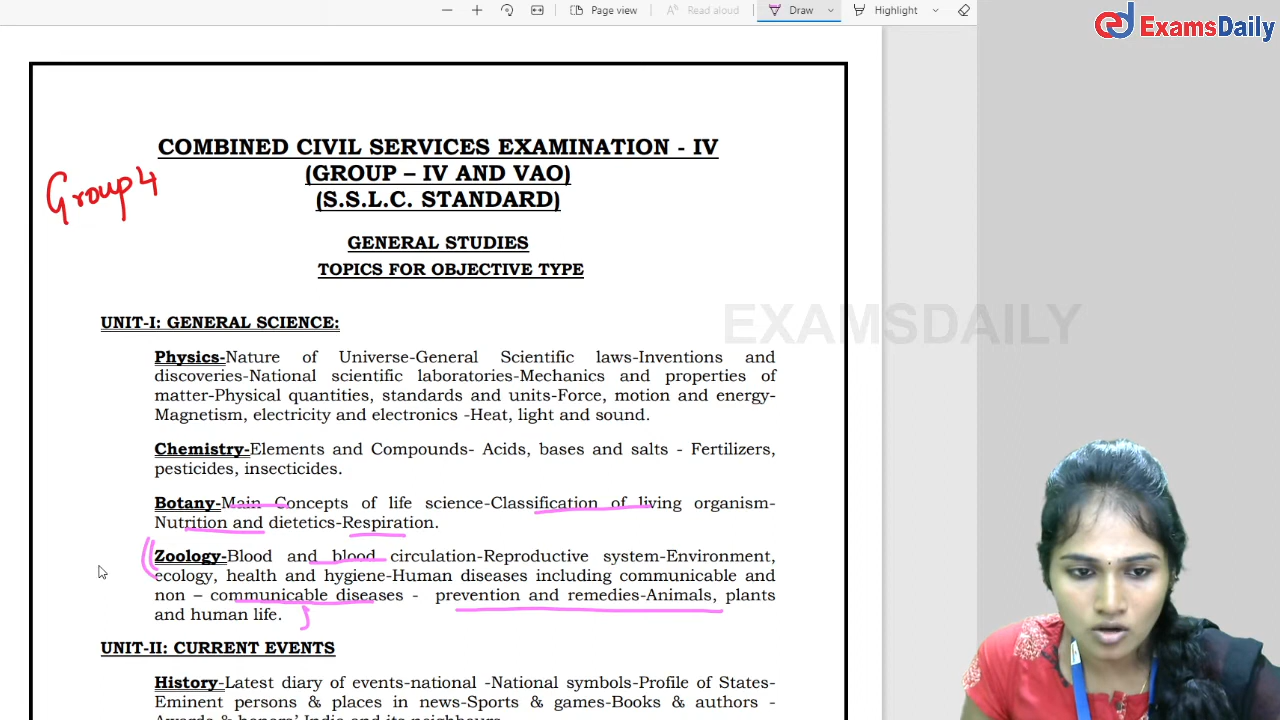 Page view
Read aloud
Draw
Highlight
ExamsDaily
COMBINED CIVIL SERVICES EXAMINATION - IV
(GROUP – IV AND VAO)
(S.S.L.C. STANDARD)
Group 4
GENERAL STUDIES
TOPICS FOR OBJECTIVE TYPE
EXAMSDAILY
UNIT-I: GENERAL SCIENCE:
Physics-Nature of Universe-General Scientific laws-Inventions and
discoveries-National scientific laboratories-Mechanics and properties of
matter-Physical quantities, standards and units-Force, motion and energy-
Magnetism, electricity and electronics -Heat, light and sound.
Chemistry-Elements and Compounds- Acids, bases and salts - Fertilizers,
pesticides, insecticides.
Botany-Main Concepts of life science-Classification of living organism-
Nutrition and dietetics-Respiration.
Zoology-Blood and blood circulation-Reproductive system-Environment,
ecology, health and hygiene-Human diseases including communicable and
non – communicable diseases - prevention and remedies-Animals, plants
and human life.
UNIT-II: CURRENT EVENTS
History-Latest diary of events-national -National symbols-Profile of States-
Eminent persons & places in news-Sports & games-Books & authors -
Awards & honors' India and its neighbours